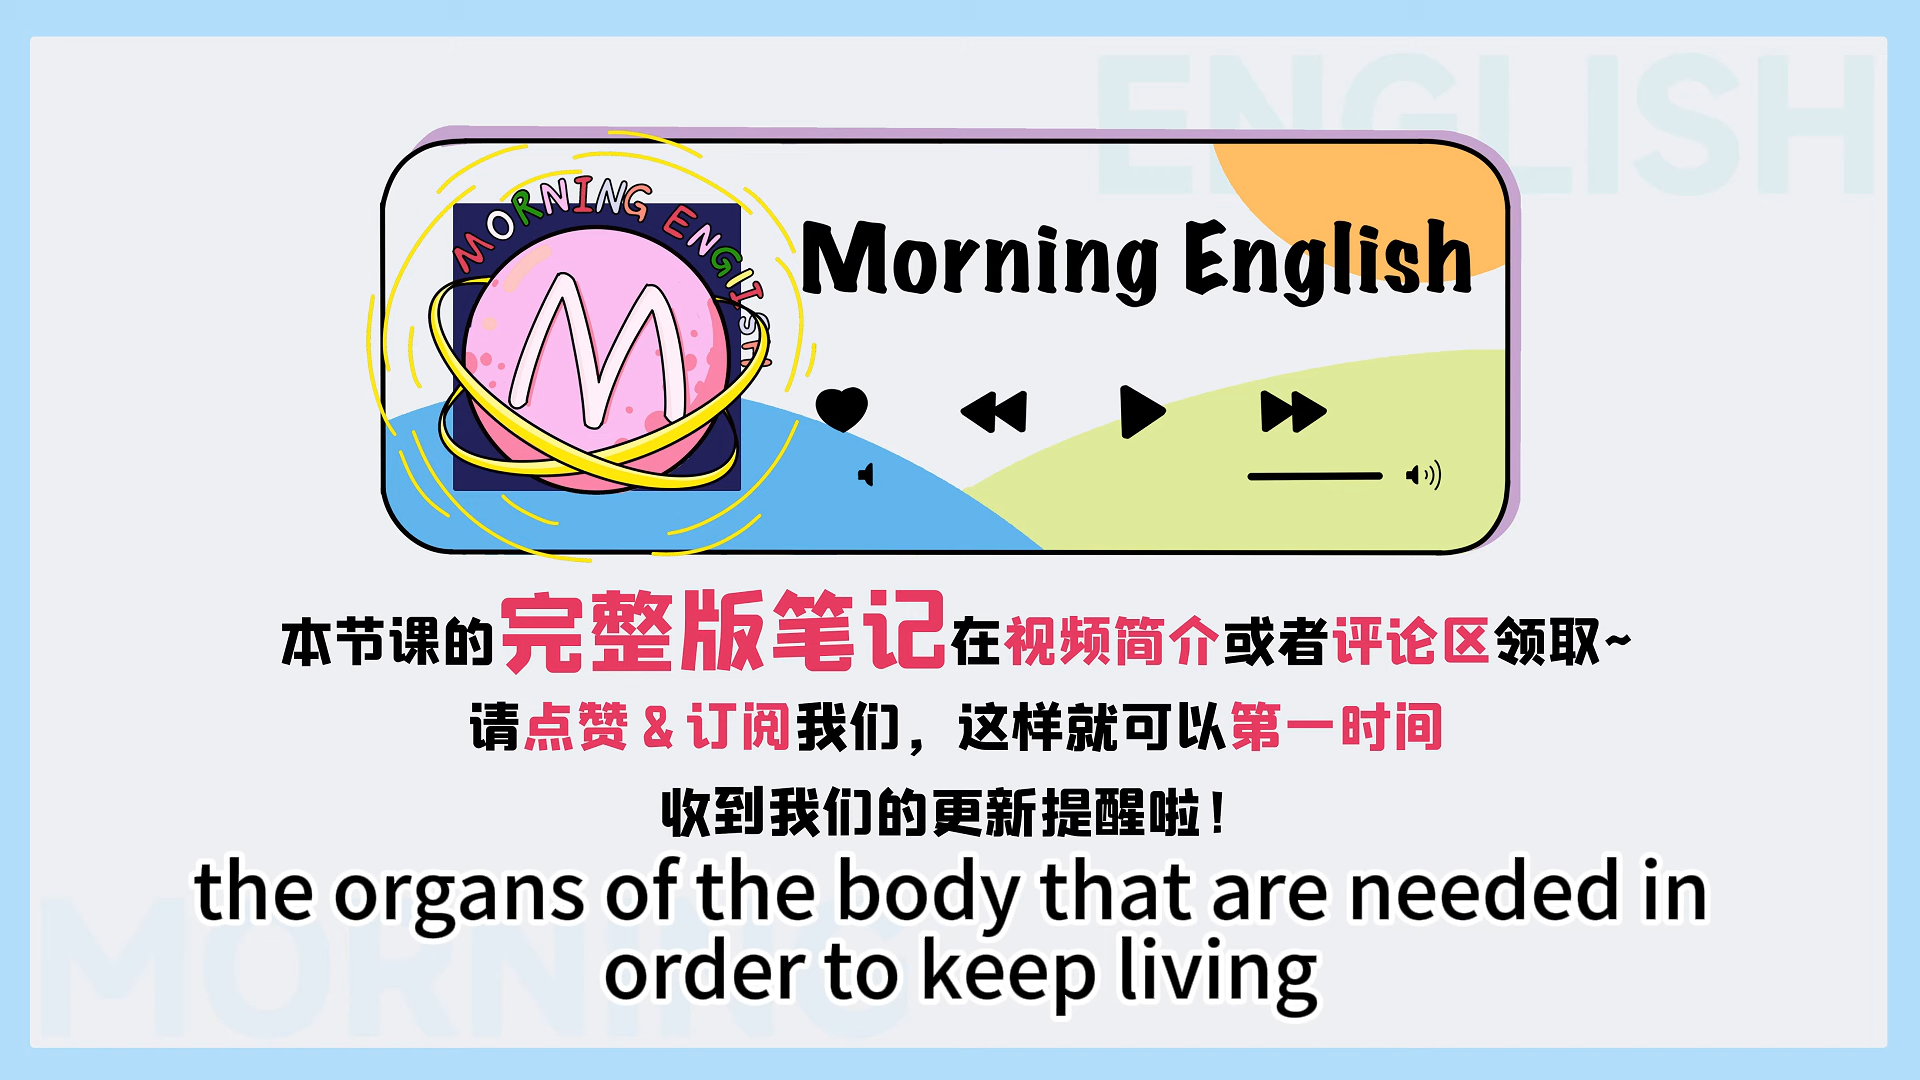 ENGLISH
MORNING ENGLISH
M
Morning English
本节课的完整版笔记在视频简介或者评论区领取~
请点赞&订阅我们，这样就可以第一时间
收到我们的更新提醒啦！
the organs of the body that are needed in
order to keep living
MORNING